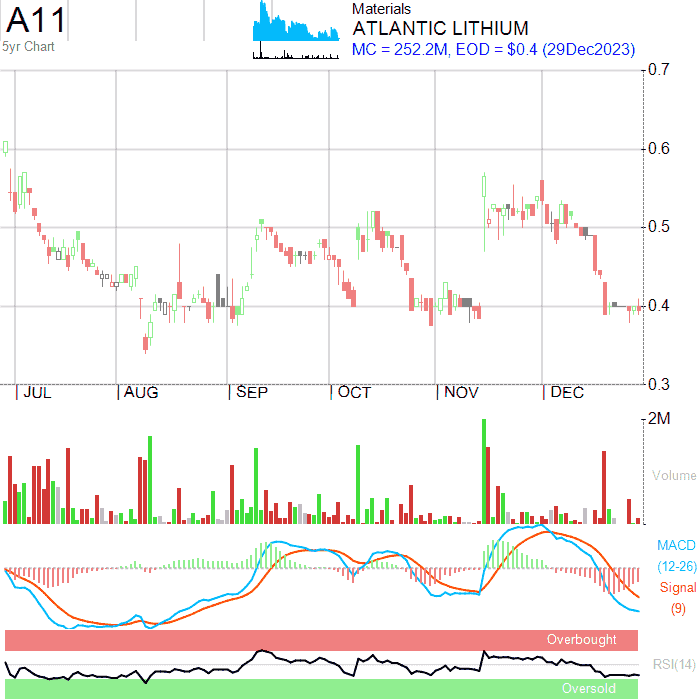 A11
5yr Chart
Materials
ATLANTIC LITHIUM
MC = 252.2M, EOD = $0.4 (29Dec2023)
0.7
0.6
0.5
0.4
0.3
JUL AUG SEP OCT NOV DEC
2M
Volume
MACD
(12-26)
Signal
(9)
Overbought
RSI(14)
Oversold